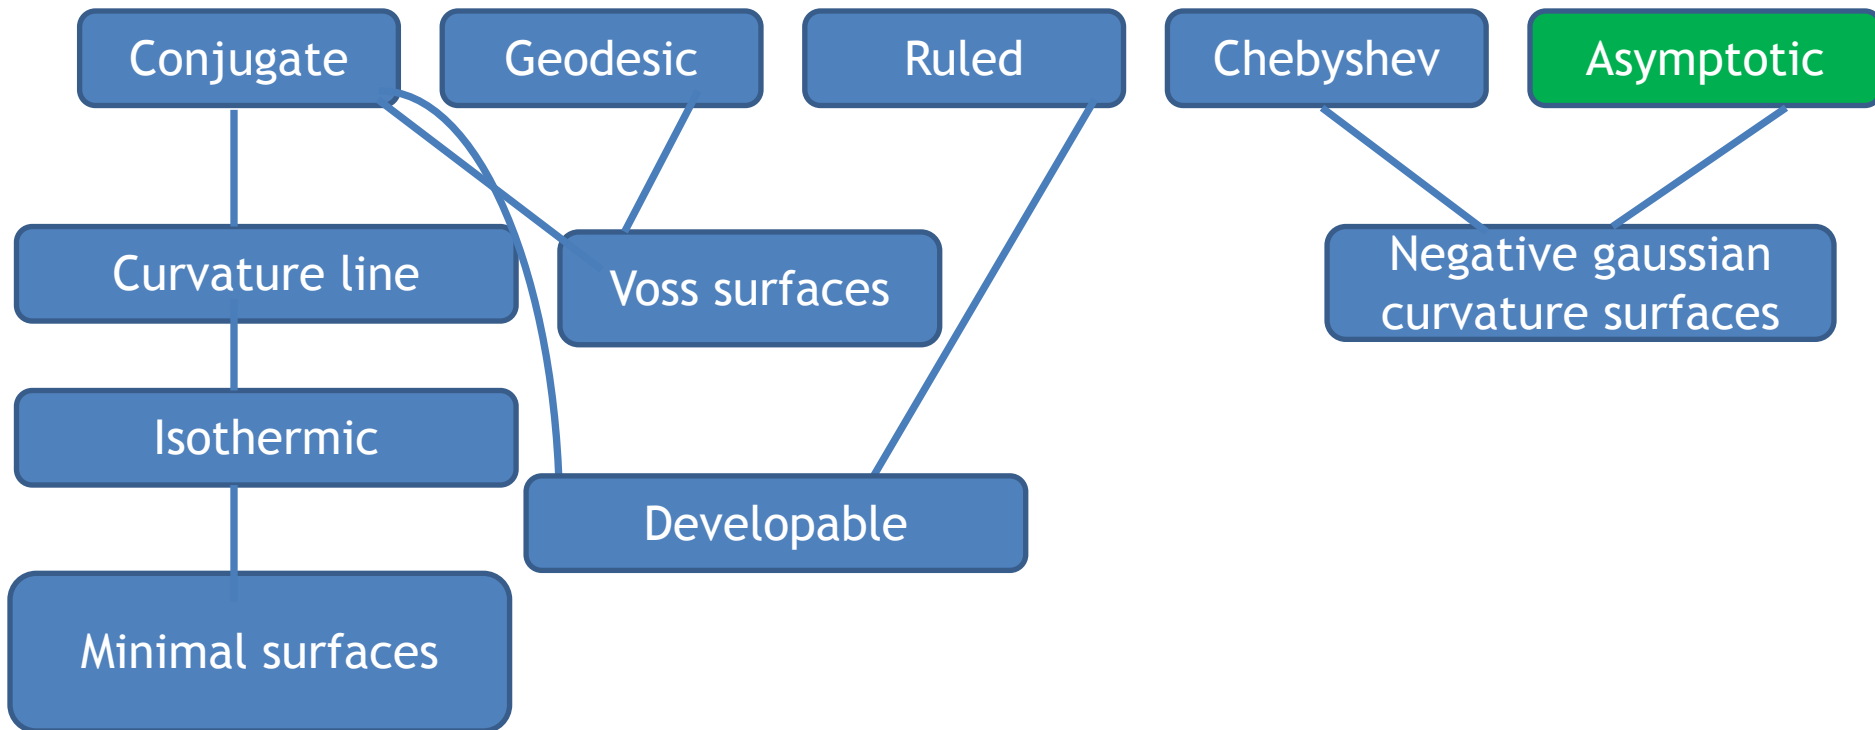 Conjugate
Geodesic
Ruled
Chebyshev
Asymptotic
Curvature line
Voss surfaces
Negative gaussian
curvature surfaces
Isothermic
Developable
Minimal surfaces